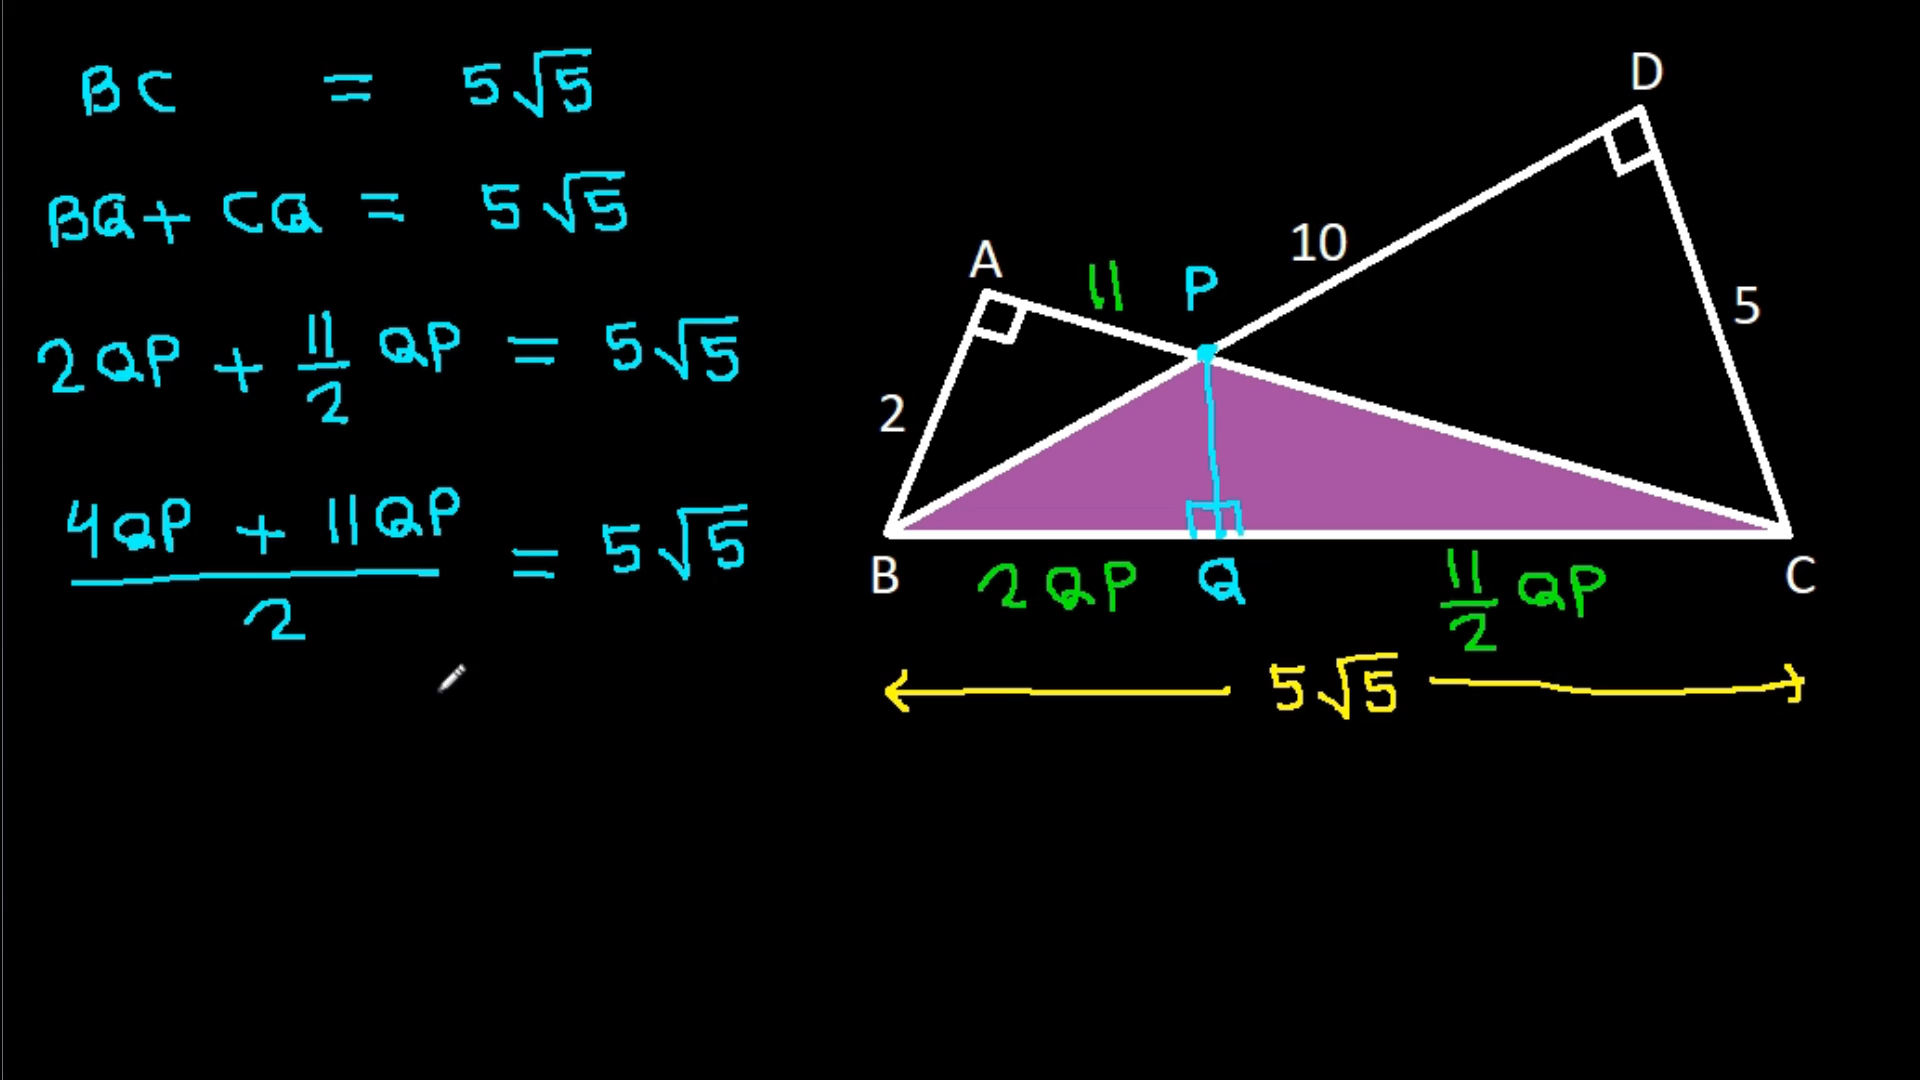 BC = 5√5
BQ + CQ = 5√5
2QP + 11/2 QP = 5√5
4QP + 11QP / 2 = 5√5
D
10
A
11
P
5
2
B
2QP
Q
11/2 QP
C
5√5